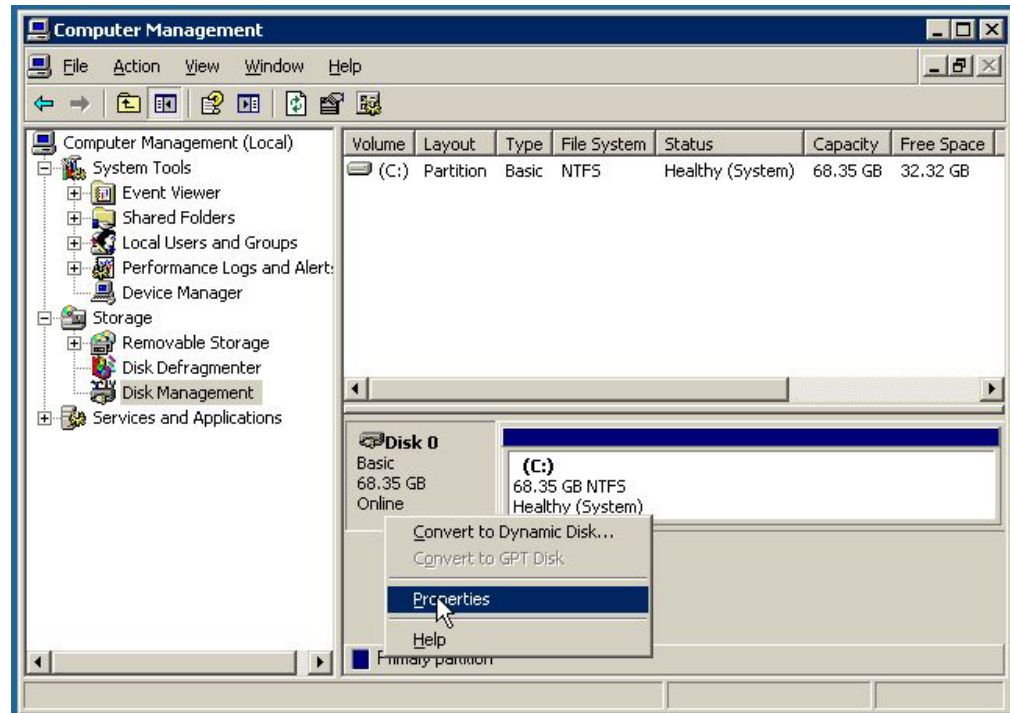 Computer Management
File Action View Window Help
Computer Management (Local)
System Tools
Event Viewer
Shared Folders
Local Users and Groups
Performance Logs and Alert
Device Manager
Storage
Removable Storage
Disk Defragmenter
Disk Management
Services and Applications
Volume Layout Type File System Status Capacity Free Space
(C:) Partition Basic NTFS Healthy (System) 68.35 GB 32.32 GB
Disk 0
Basic
68.35 GB
Online
(C:)
68.35 GB NTFS
Healthy (System)
Convert to Dynamic Disk...
Convert to GPT Disk
Properties
Help
Primary partition